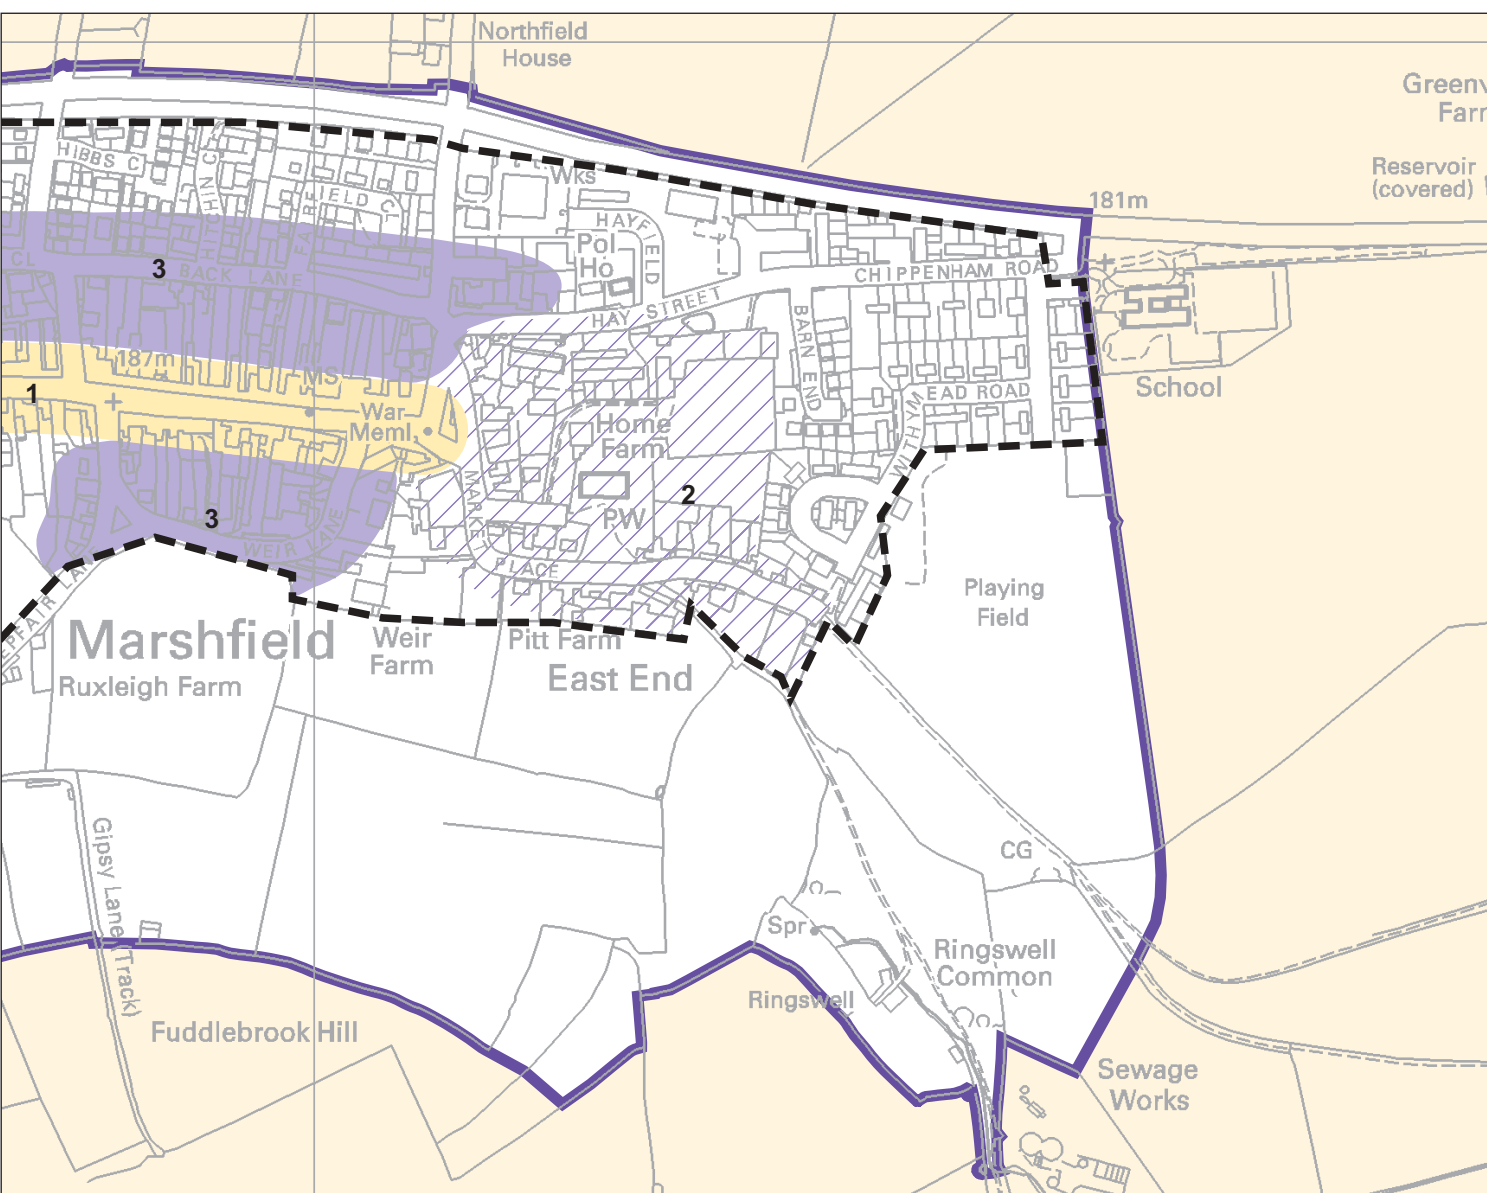 Northfield
House
Reservoir
(covered)
181m
HIBBS C
Wks
HAYFIELD
Pol
Ho
3
BACK LANE
CL
CHIPPENHAM ROAD
HAY STREET
BARN END
187m
MS
1
War
Meml.
School
EAD ROAD
WHITM
Home
Farm
2
PW
MARKE
PLACE
3
WEIR LANE
Playing
Field
Marshfield
Weir
Farm
Pitt Farm
East End
Ruxleigh Farm
Gipsy Lane (Track)
CG
Spr
Ringswell
Common
Ringswell
Fuddlebrook Hill
Sewage
Works